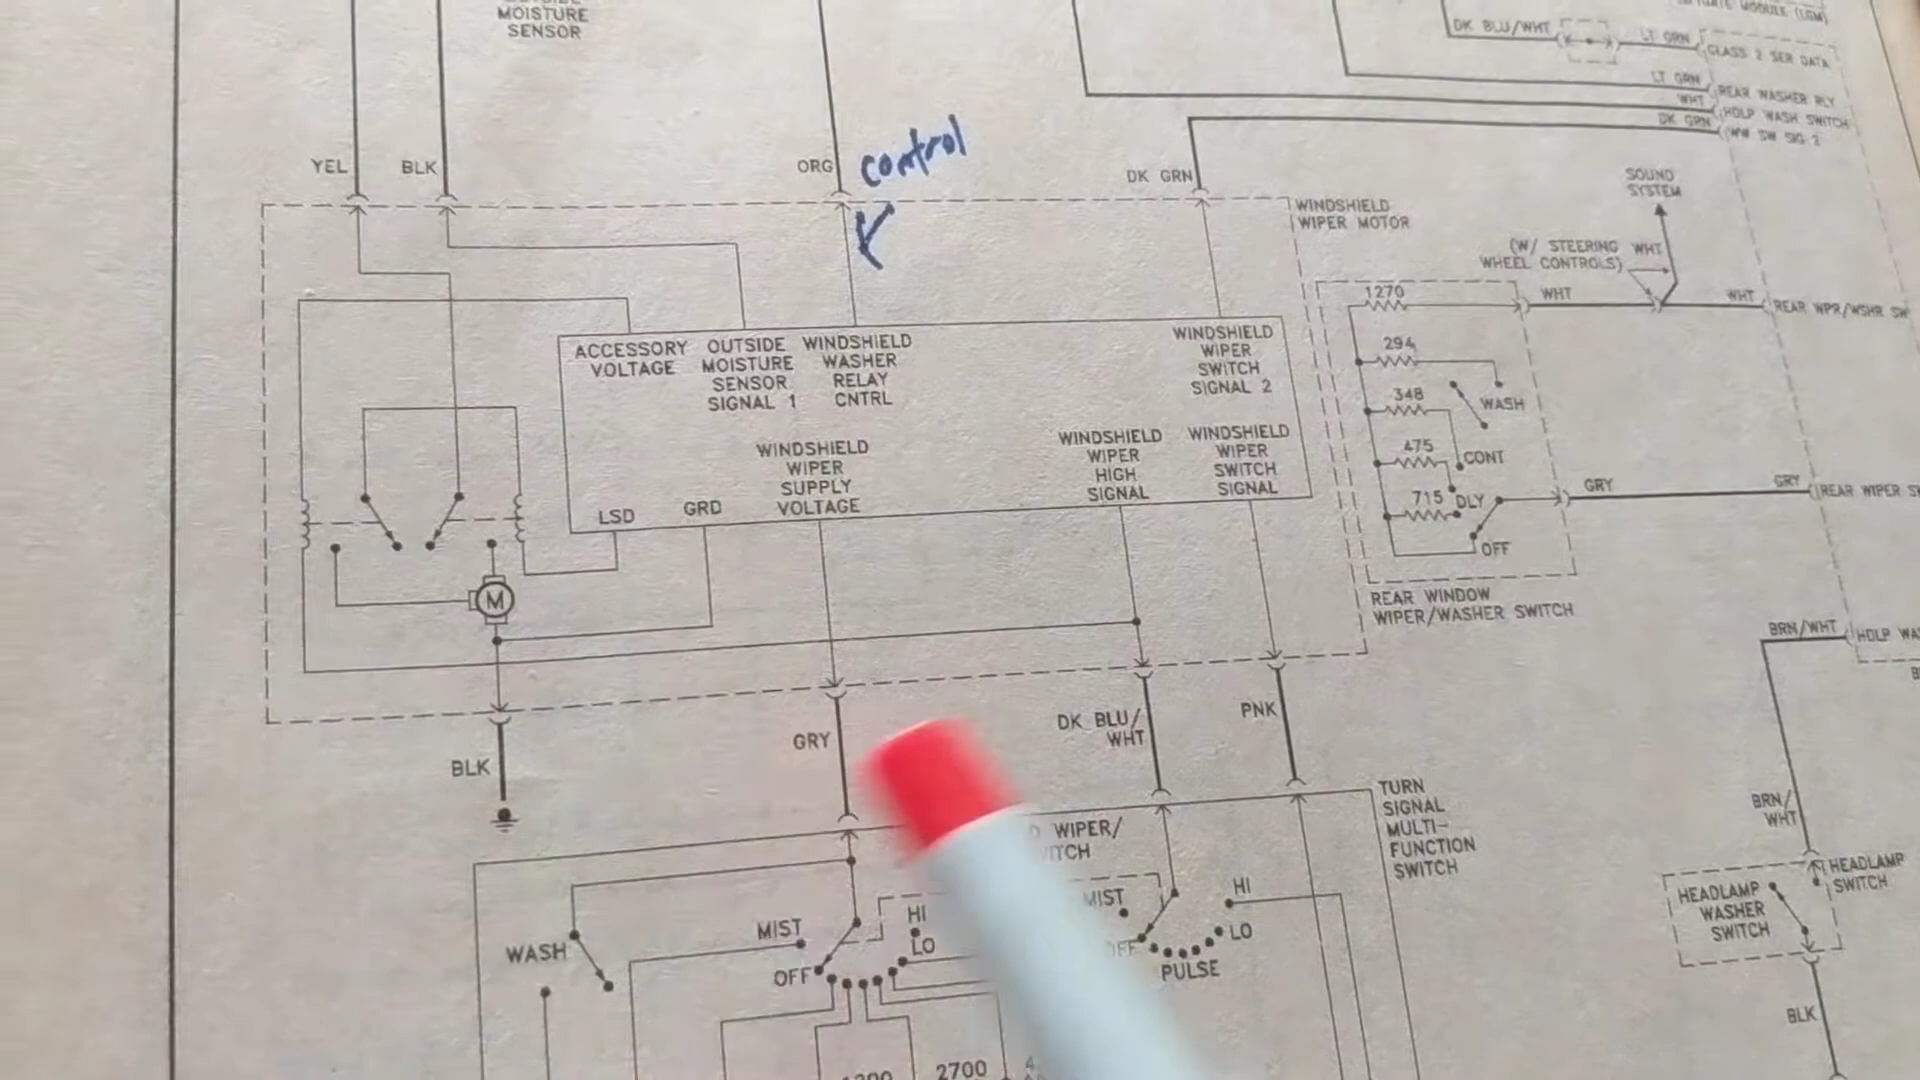 MOISTURE
SENSOR
MODULE (LGM)
DK BLU/WHT
LT GRN
CLASS 2 SER DATA
LT GRN
REAR WASHER RLY
WHT
HDLP WASH SWITCH
DK GRN
WW SW SIG 2
YEL
BLK
ORG
control
DK GRN
SOUND
SYSTEM
WINDSHIELD
WIPER MOTOR
(W/ STEERING
WHEEL CONTROLS)
WHT
1270
WHT
WHT
REAR WPR/WSHR SW
ACCESSORY
VOLTAGE
OUTSIDE
MOISTURE
SENSOR
SIGNAL 1
WINDSHIELD
WASHER
RELAY
CNTRL
WINDSHIELD
WIPER
SWITCH
SIGNAL 2
294
348
WASH
475
CONT
715
DLY
OFF
GRY
GRY
REAR WIPER
WINDSHIELD
WIPER
SUPPLY
VOLTAGE
WINDSHIELD
WIPER
HIGH
SIGNAL
WINDSHIELD
WIPER
SWITCH
SIGNAL
LSD
GRD
M
REAR WINDOW
WIPER/WASHER SWITCH
BRN/WHT
HDLP
BLK
GRY
DK BLU/
WHT
PNK
TURN
SIGNAL
MULTI-
FUNCTION
SWITCH
BRN/
WHT
WIPER/
HEADLAMP
SWITCH
HEADLAMP
WASHER
SWITCH
WASH
MIST
OFF
HI
LO
MIST
HI
LO
PULSE
BLK
2700